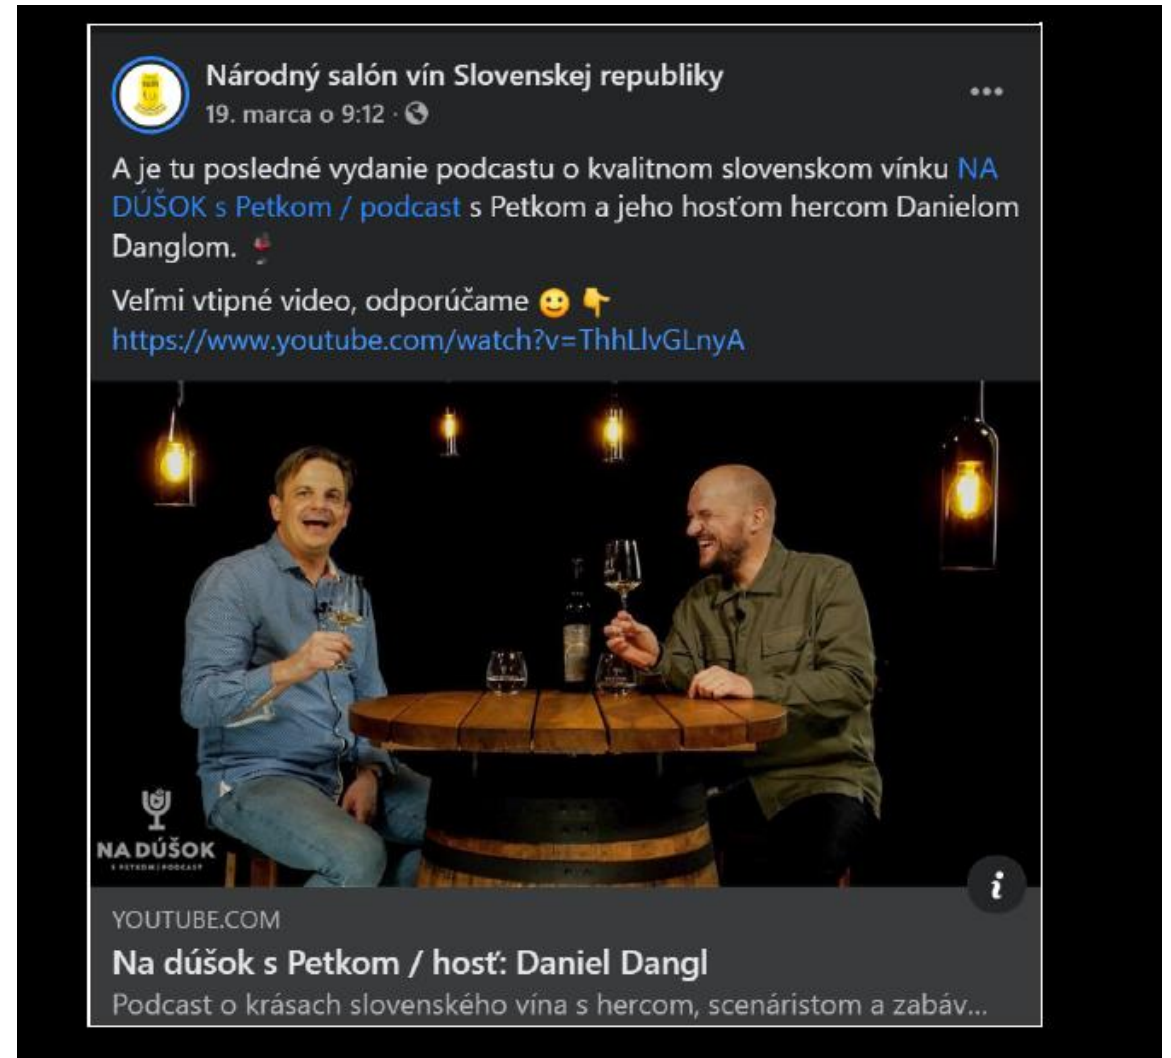 Národný salón vín Slovenskej republiky
19. marca o 9:12 ·
A je tu posledné vydanie podcastu o kvalitnom slovenskom vínku NA
DÚŠOK s Petkom / podcast s Petkom a jeho hosťom hercom Danielom
Danglom.
Veľmi vtipné video, odporúčame
https://www.youtube.com/watch?v=ThhLlvGLnyA
NA DÚŠOK
S PETKOM | PODCAST
YOUTUBE.COM
Na dúšok s Petkom / hosť: Daniel Dangl
Podcast o krásach slovenského vína s hercom, scenáristom a zabáv...